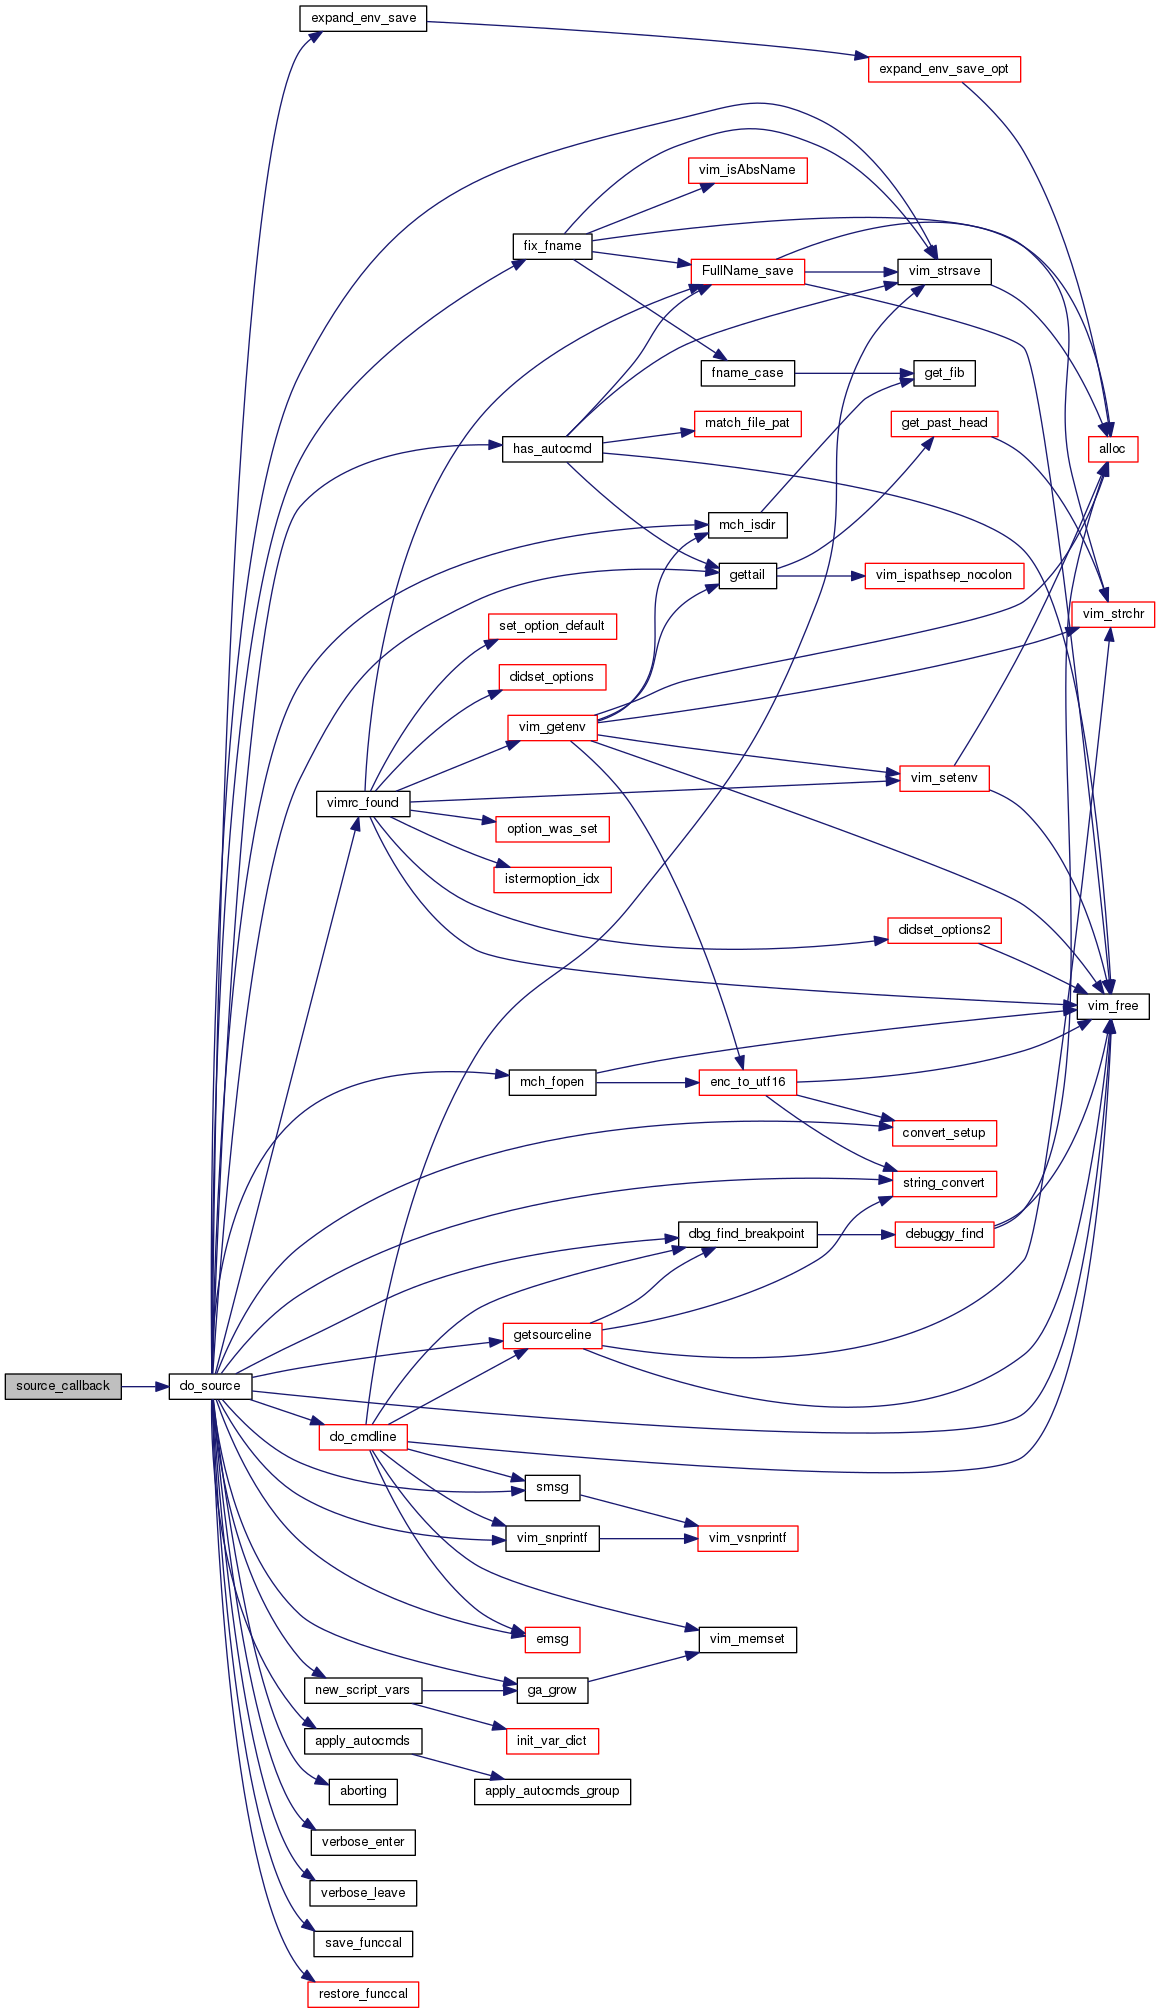 expand_env_save
expand_env_save_opt
vim_isAbsName
fix_fname
FullName_save
vim_strsave
fname_case
get_fib
match_file_pat
get_past_head
has_autocmd
alloc
mch_isdir
gettail
vim_ispathsep_nocolon
set_option_default
vim_strchr
didset_options
vim_getenv
vim_setenv
vimrc_found
option_was_set
istermoption_idx
didset_options2
vim_free
mch_fopen
enc_to_utf16
convert_setup
string_convert
dbg_find_breakpoint
debuggy_find
getsourceline
source_callback
do_source
do_cmdline
smsg
vim_snprintf
vim_vsnprintf
emsg
vim_memset
new_script_vars
ga_grow
apply_autocmds
init_var_dict
aborting
apply_autocmds_group
verbose_enter
verbose_leave
save_funccal
restore_funccal